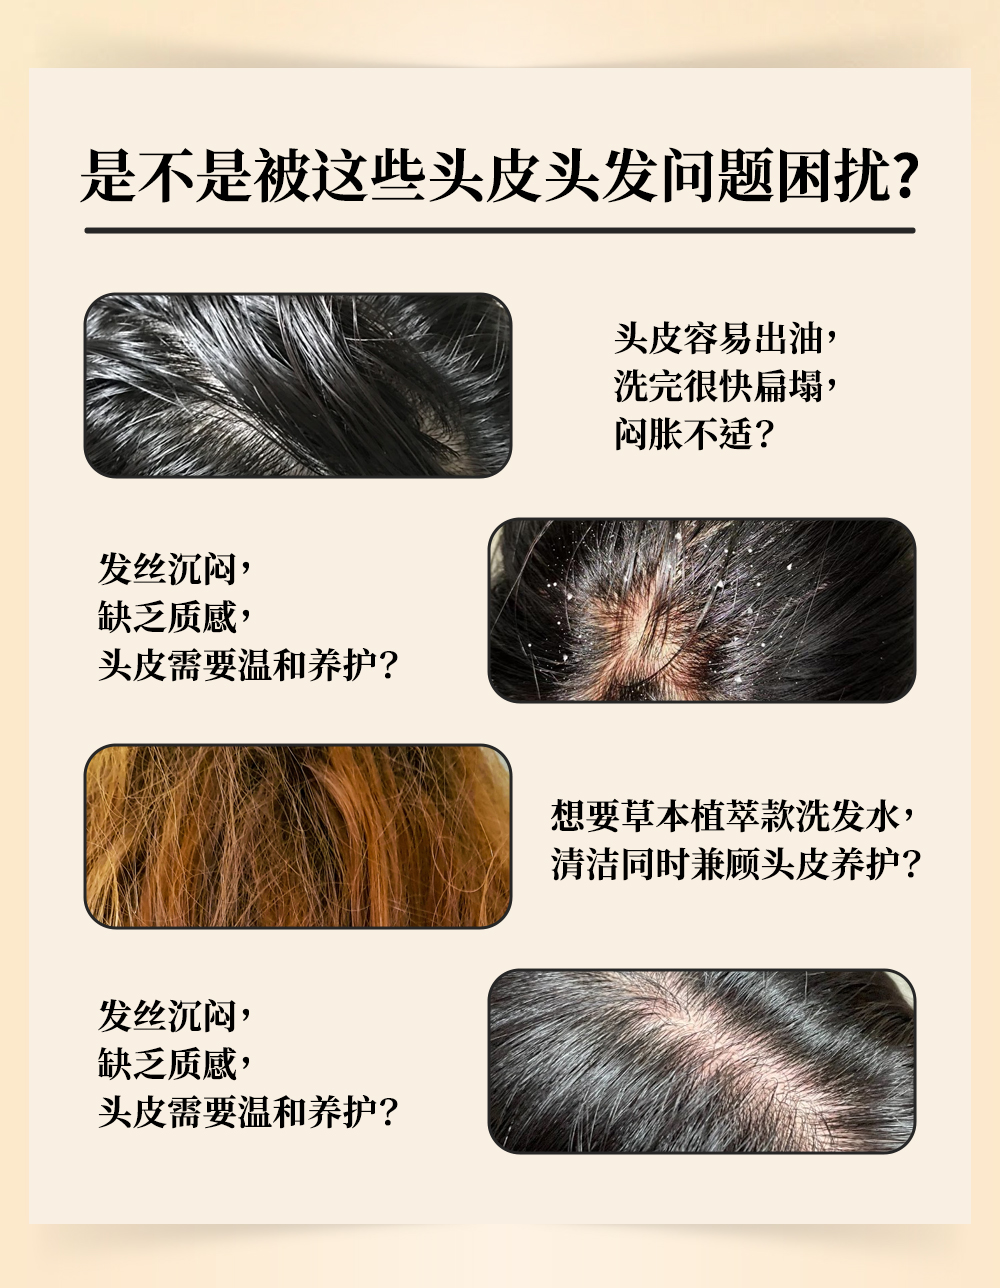 是不是被这些头皮头发问题困扰?
头皮容易出油，
洗完很快扁塌，
闷胀不适？
发丝沉闷，
缺乏质感，
头皮需要温和养护？
想要草本植萃款洗发水，
清洁同时兼顾头皮养护？
发丝沉闷，
缺乏质感，
头皮需要温和养护？